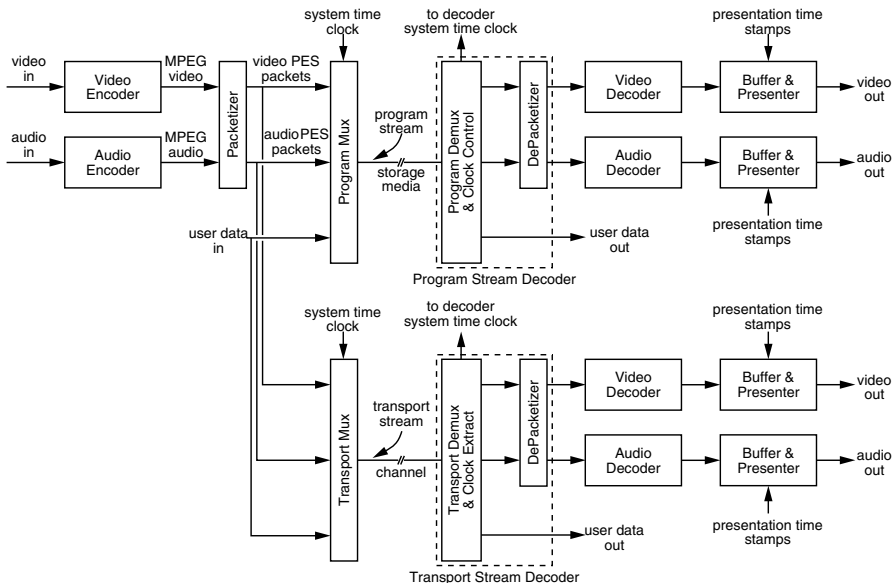 system time
clock
to decoder
system time clock
presentation time
stamps
video
in
Video
Encoder
MPEG
video
Packetizer
video PES
packets
Program Mux
program
stream
storage
media
Program Demux
& Clock Control
DePacketizer
Video
Decoder
Buffer &
Presenter
video
out
audio
in
Audio
Encoder
MPEG
audio
audio PES
packets
Audio
Decoder
Buffer &
Presenter
audio
out
user data
in
user data
out
presentation time
stamps
Program Stream Decoder
system time
clock
to decoder
system time clock
presentation time
stamps
Transport Mux
transport
stream
channel
Transport Demux
& Clock Extract
DePacketizer
Video
Decoder
Buffer &
Presenter
video
out
Audio
Decoder
Buffer &
Presenter
audio
out
user data
out
presentation time
stamps
Transport Stream Decoder